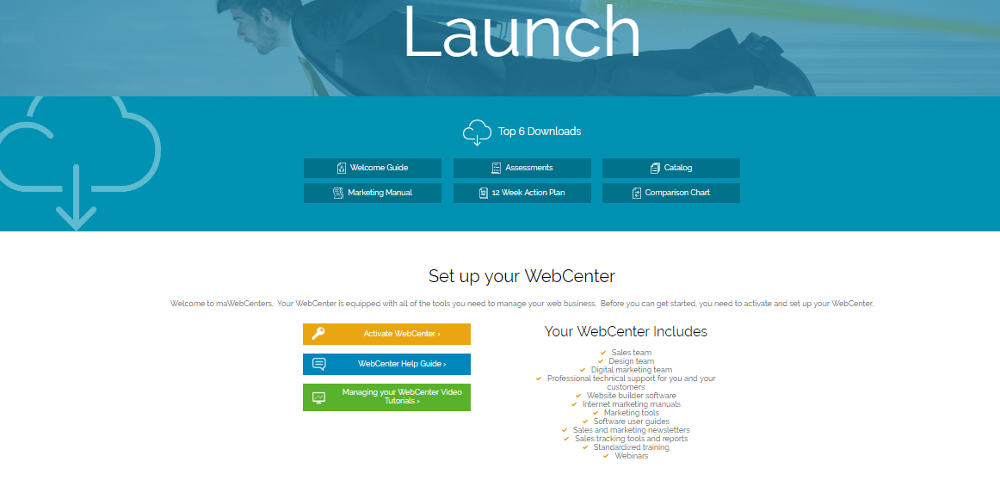 Launch
Top 6 Downloads
Welcome Guide
Assessments
Catalog
Marketing Manual
12 Week Action Plan
Comparison Chart
Set up your WebCenter
Welcome to maWebCenters. Your WebCenter is equipped with all of the tools you need to manage your web business. Before you can get started, you need to activate and set up your WebCenter.
Activate WebCenter ›
WebCenter Help Guide ›
Managing your WebCenter Video
Tutorials ›
Your WebCenter Includes
Sales team
Design team
Digital marketing team
Professional technical support for you and your
customers
Website builder software
Internet marketing manuals
Marketing tools
Software user guides
Sales and marketing newsletters
Sales tracking tools and reports
Standardized training
Webinars